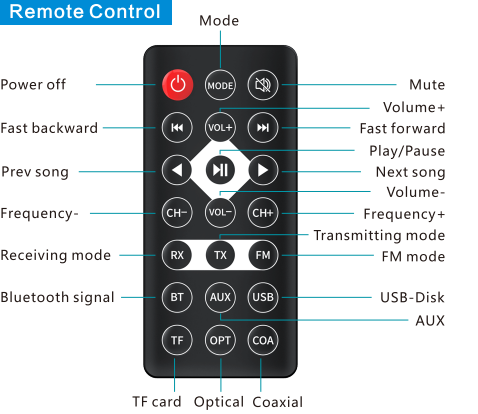 Remote Control
Mode
Power off
MODE
Mute
Volume+
Fast backward
VOL+
Fast forward
Play/Pause
Prev song
Next song
Volume-
Frequency-
CH−
VOL−
CH+
Frequency+
Transmitting mode
Receiving mode
RX
TX
FM
FM mode
Bluetooth signal
BT
AUX
USB
USB-Disk
AUX
TF
OPT
COA
TF card
Optical
Coaxial